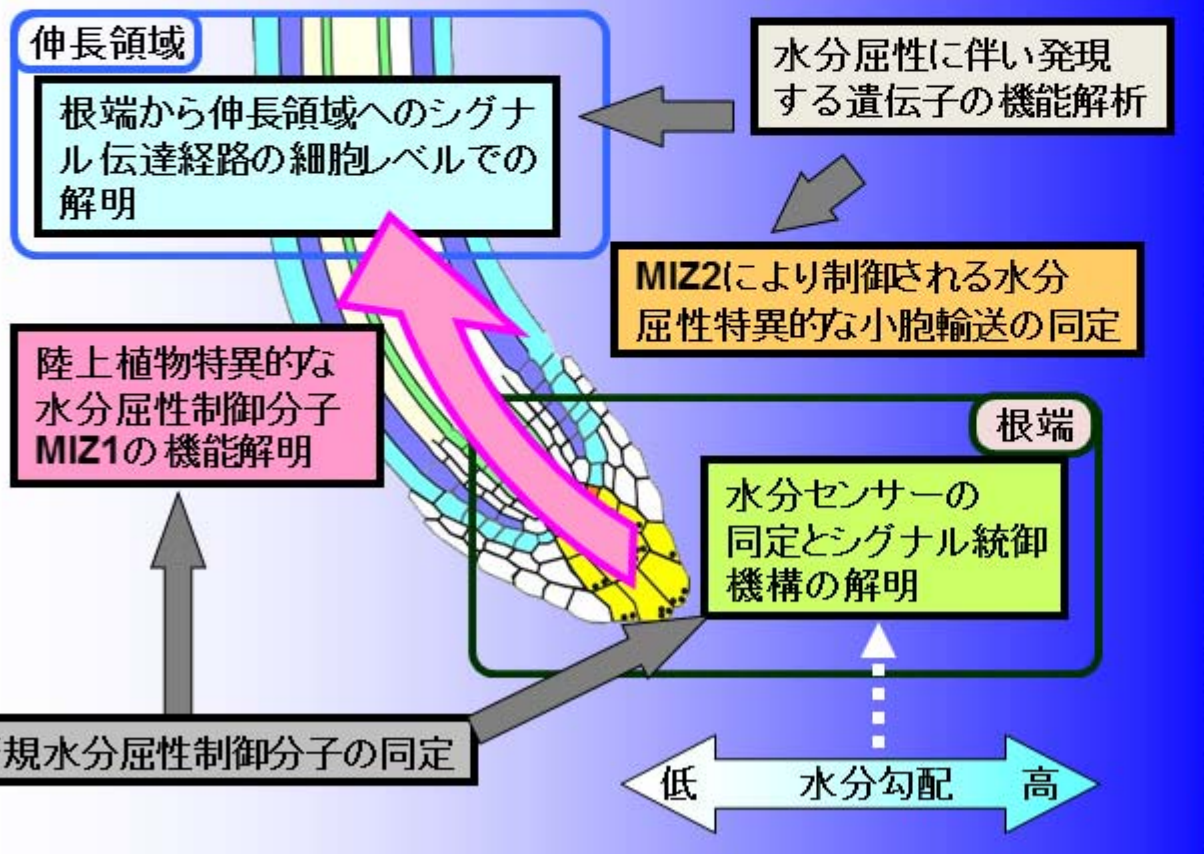 伸長領域
根端から伸長領域へのシグナ
ル伝達経路の細胞レベルでの
解明
水分屈性に伴い発現
する遺伝子の機能解析
MIZ2により制御される水分
屈性特異的な小胞輸送の同定
陸上植物特異的な
水分屈性制御分子
MIZ1の機能解明
根端
水分センサーの
同定とシグナル統御
機構の解明
規水分屈性制御分子の同定
低 水分勾配 高